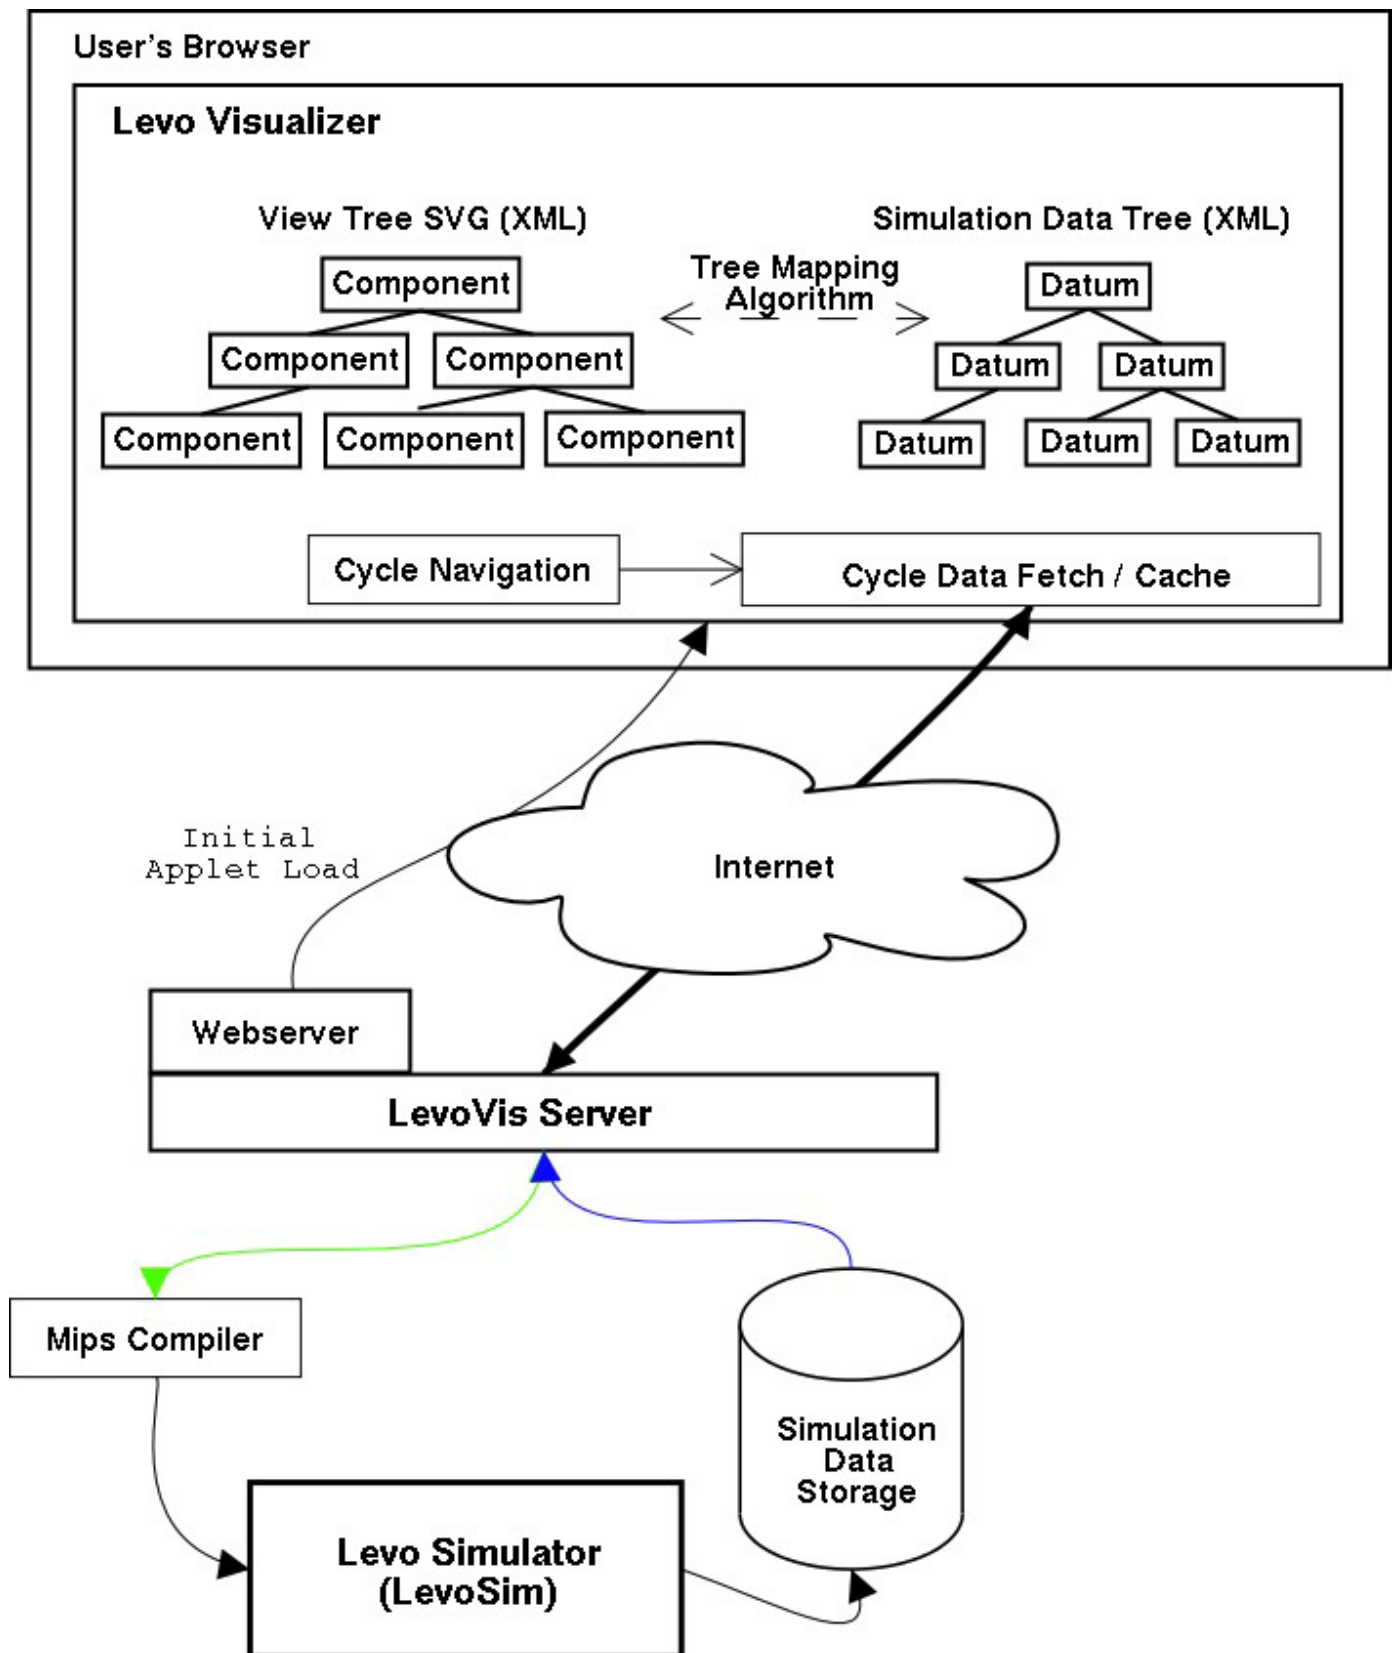 User's Browser
Levo Visualizer
View Tree SVG (XML)
Simulation Data Tree (XML)
Tree Mapping
Algorithm
Component
Datum
Component
Component
Datum
Datum
Component
Component
Component
Datum
Datum
Datum
Cycle Navigation
Cycle Data Fetch / Cache
Initial
Applet Load
Internet
Webserver
LevoVis Server
Mips Compiler
Simulation
Data
Storage
Levo Simulator
(LevoSim)